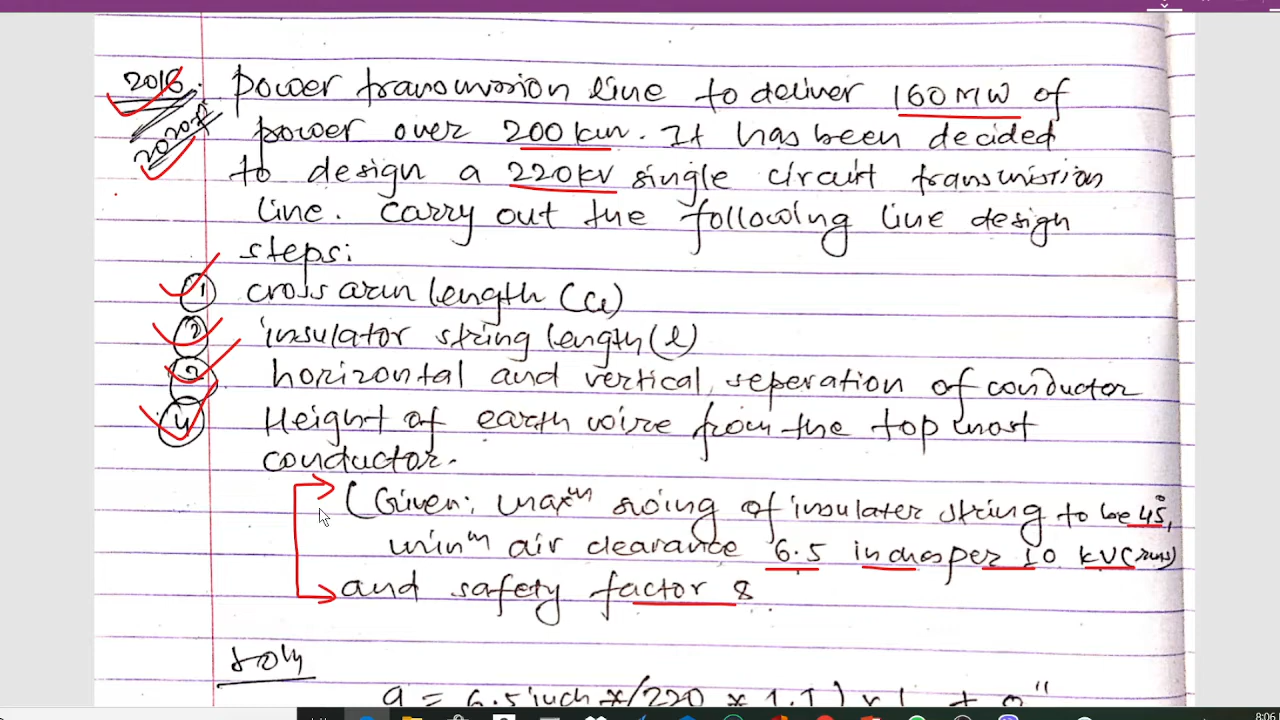 2016. power transmission line to deliver 160 MW of
power over 200 km. It has been decided
to design a 220kV single circuit transmission
line. carry out the following line design
steps:
① cross arm length (a)
② insulator string length (l)
horizontal and vertical, seperation of conductor
④ Height of earth wire from the top most
conductor.
(Given; maxᵐ swing of insulater string to be 45°,
minᵐ air clearance 6.5 inches per 10 kV (rms)
and safety factor 8
solⁿ
8:06